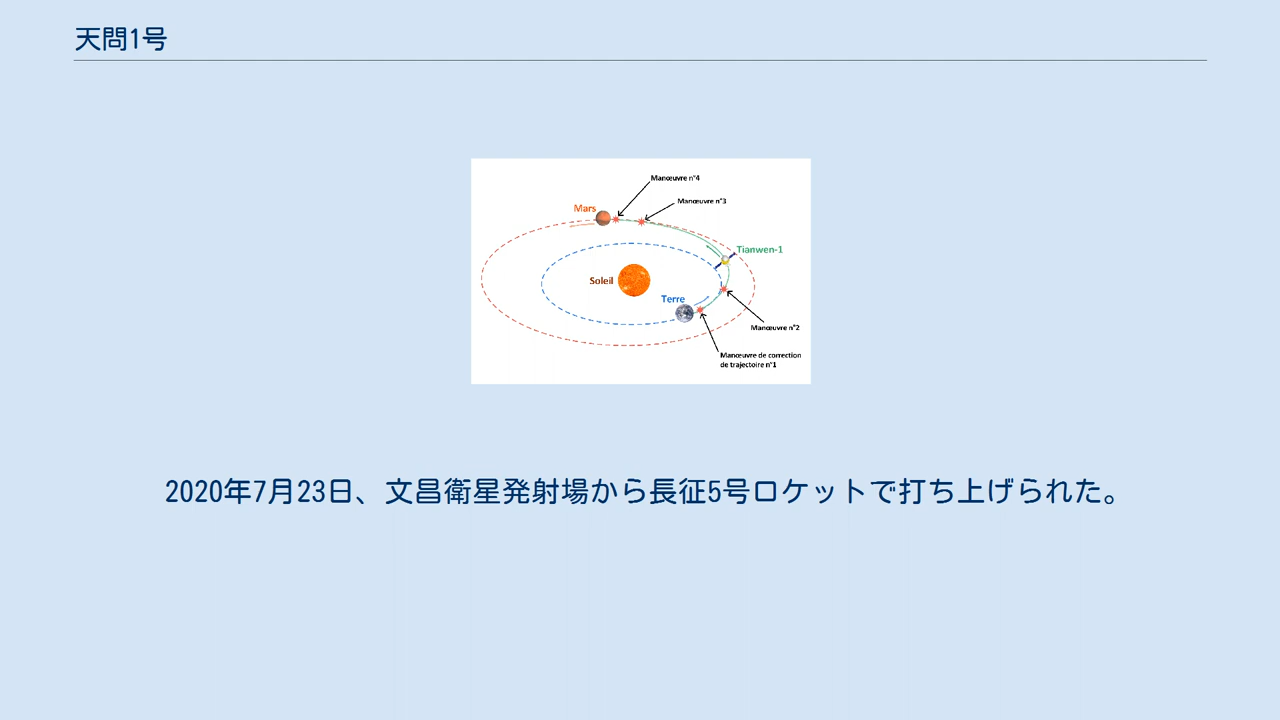 天問1号
Manœuvre n°4
Manœuvre n°3
Mars
Tianwen-1
Soleil
Terre
Manœuvre n°2
Manœuvre de correction
de trajectoire n°1
2020年7月23日、文昌衛星発射場から長征5号ロケットで打ち上げられた。